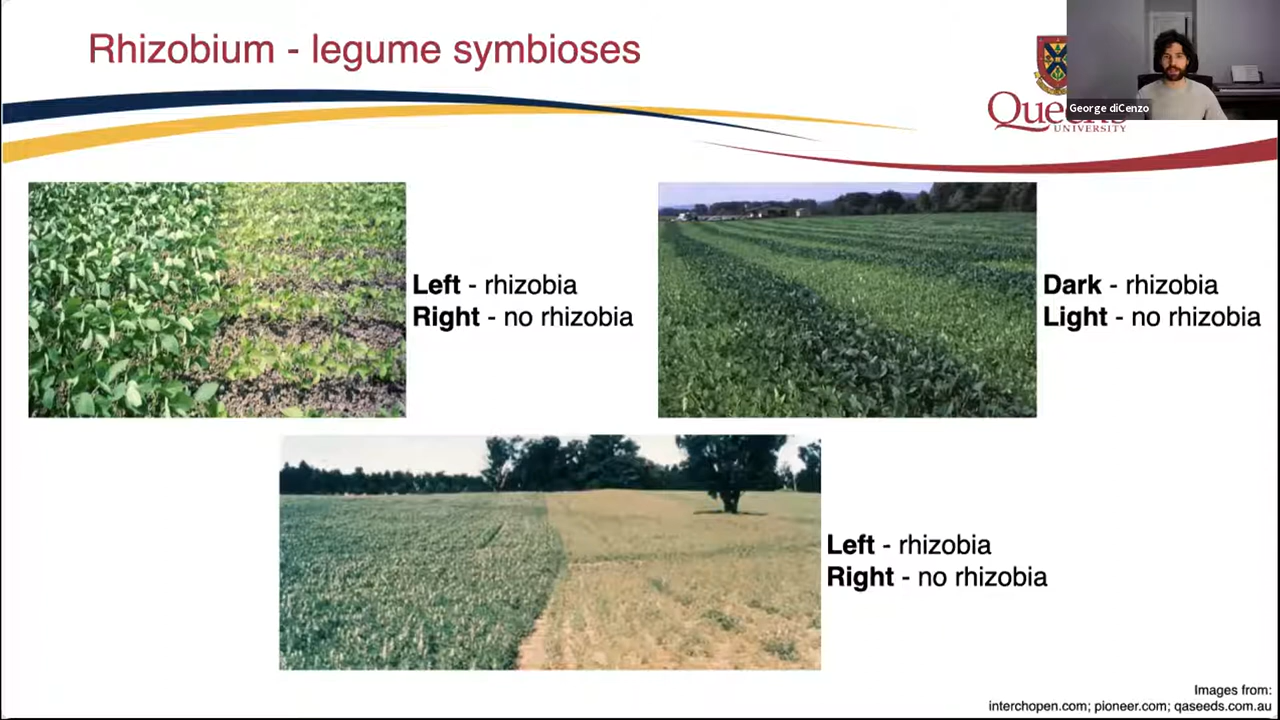 Rhizobium - legume symbioses
George diCenzo
UNIVERSITY
Left - rhizobia
Right - no rhizobia
Dark - rhizobia
Light - no rhizobia
Left - rhizobia
Right - no rhizobia
Images from:
interchopen.com; pioneer.com; qaseeds.com.au